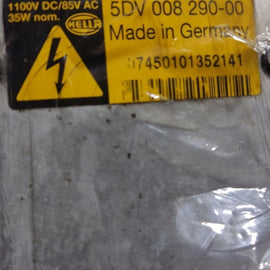 1100V DC/85V AC
35W nom.
HELLA
5DV 008 290-00
Made in Germany
07450101352141